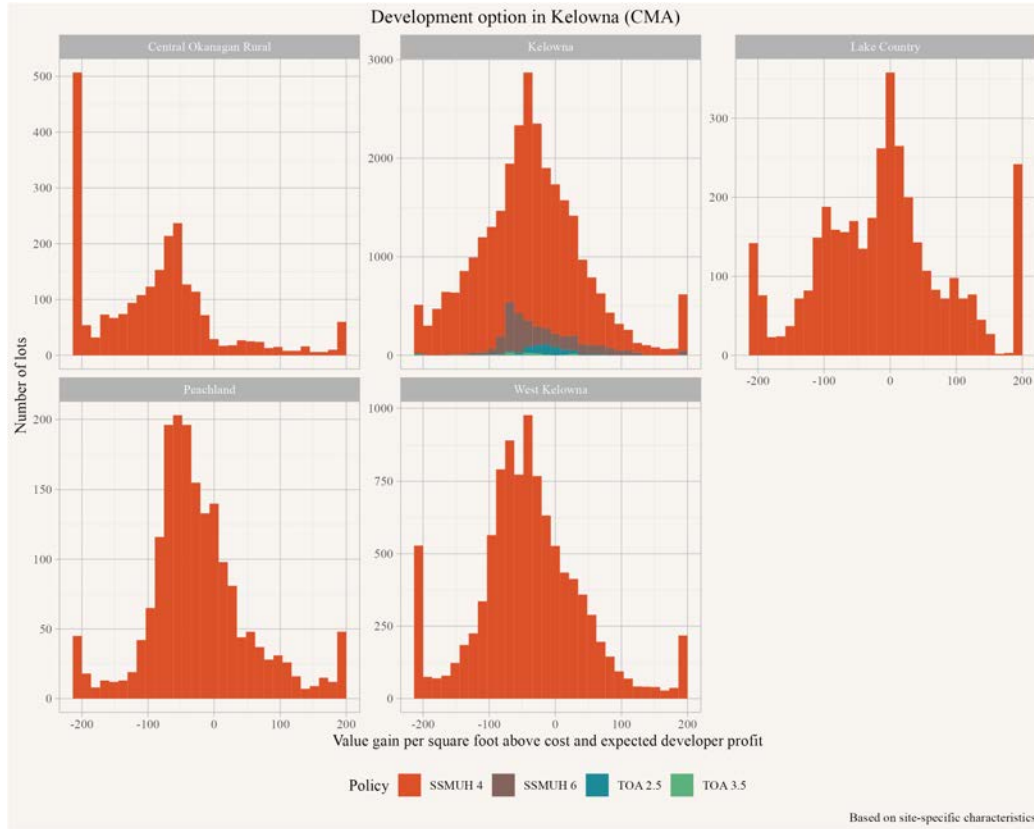 Development option in Kelowna (CMA)
Central Okanagan Rural
Kelowna
Lake Country
500
400
300
200
100
0
3000
2000
1000
0
300
200
100
0
-200 -100 0 100 200
Peachland
West Kelowna
200
150
100
50
0
1000
750
500
250
0
-200 -100 0 100 200
-200 -100 0 100 200
Number of lots
Value gain per square foot above cost and expected developer profit
Policy SSMUH 4 SSMUH 6 TOA 2.5 TOA 3.5
Based on site-specific characteristics